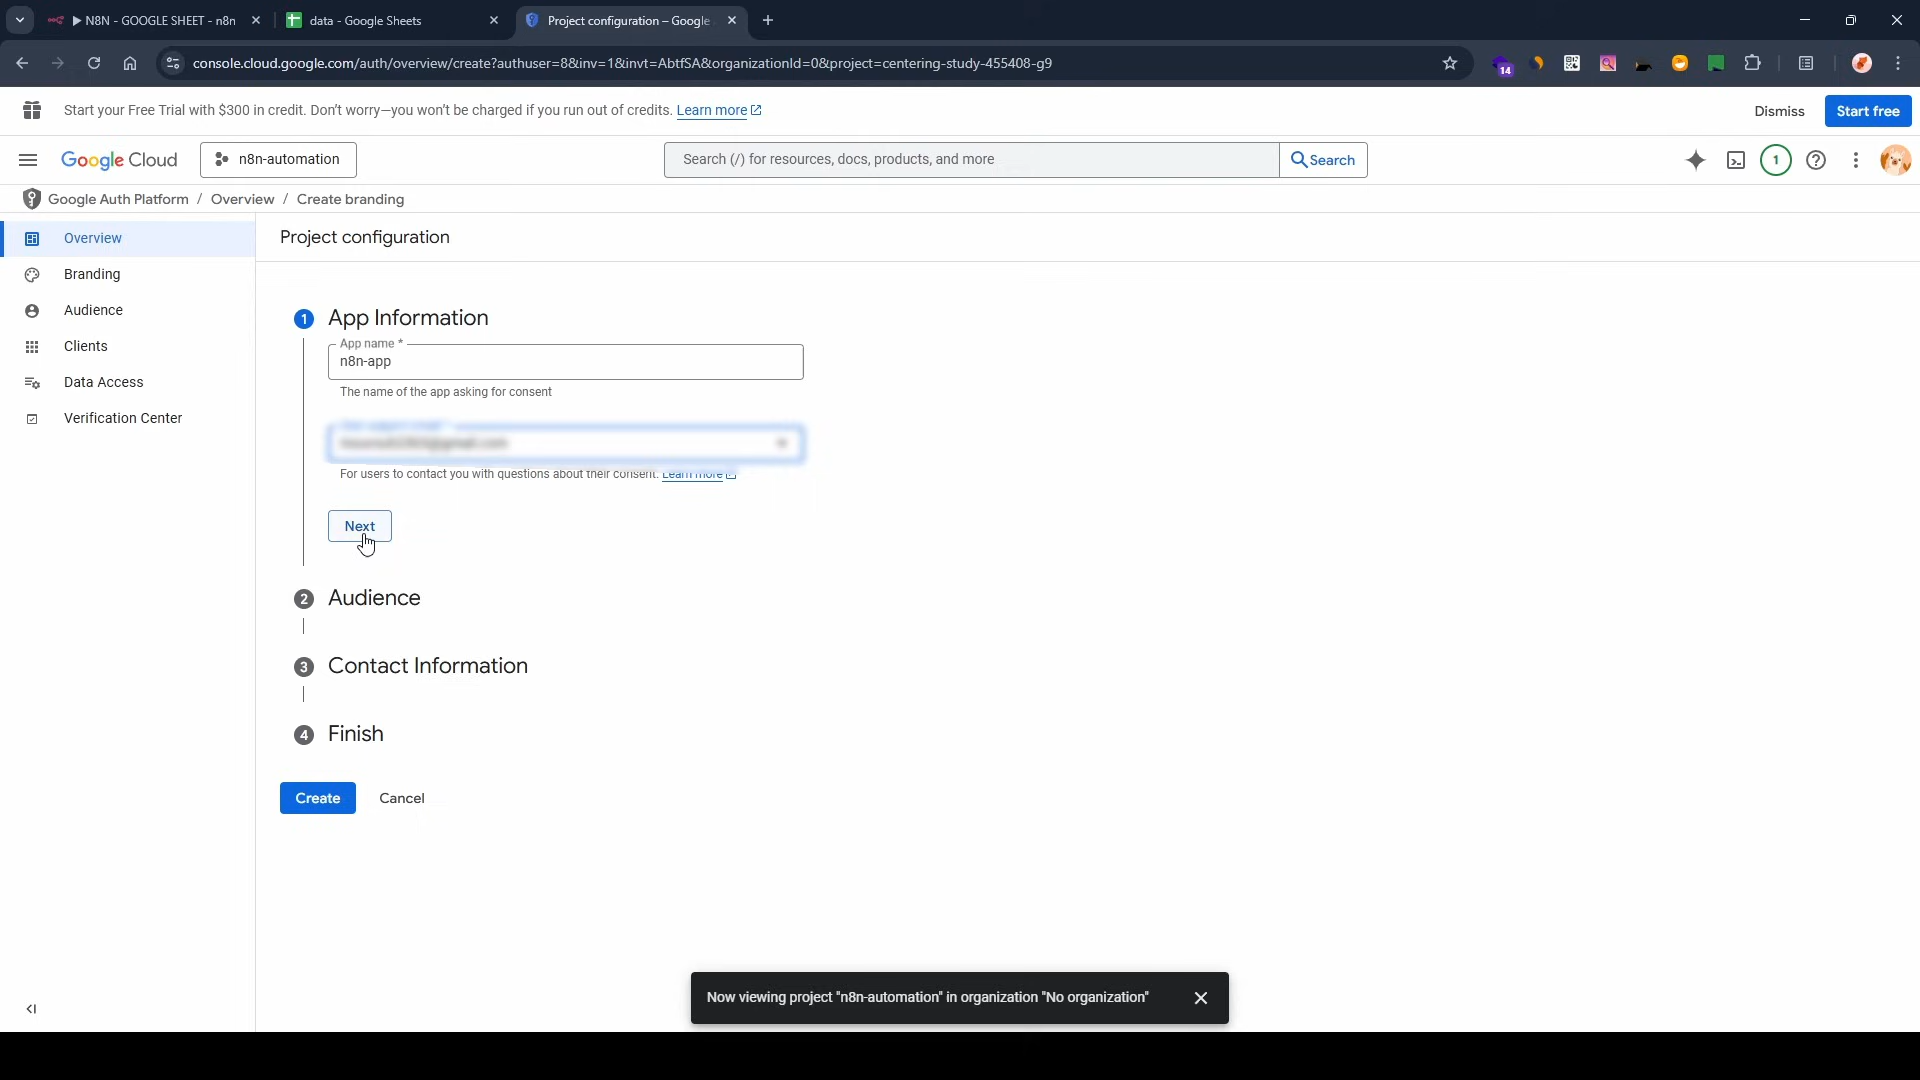 N8N - GOOGLE SHEET - n8n
data - Google Sheets
Project configuration – Google
console.cloud.google.com/auth/overview/create?authuser=8&inv=1&invt=AbtfSA&organizationId=0&project=centering-study-455408-g9
14
Start your Free Trial with $300 in credit. Don't worry—you won't be charged if you run out of credits. Learn more
Dismiss
Start free
Google Cloud
n8n-automation
Search (/) for resources, docs, products, and more
Search
1
Google Auth Platform / Overview / Create branding
Overview
Branding
Audience
Clients
Data Access
Verification Center
Project configuration
1 App Information
App name *
n8n-app
The name of the app asking for consent
For users to contact you with questions about their consent. Learn more
Next
2 Audience
3 Contact Information
4 Finish
Create
Cancel
Now viewing project "n8n-automation" in organization "No organization"